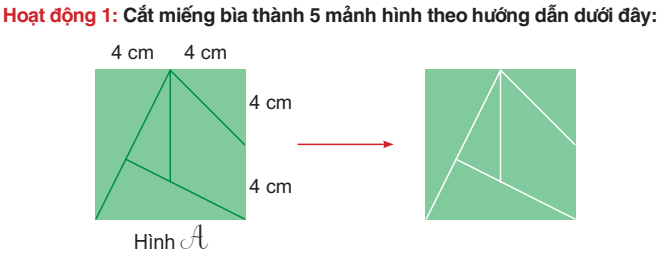 Hoạt động 1: Cắt miếng bìa thành 5 mảnh hình theo hướng dẫn dưới đây:
4 cm 4 cm
4 cm
4 cm
Hình A